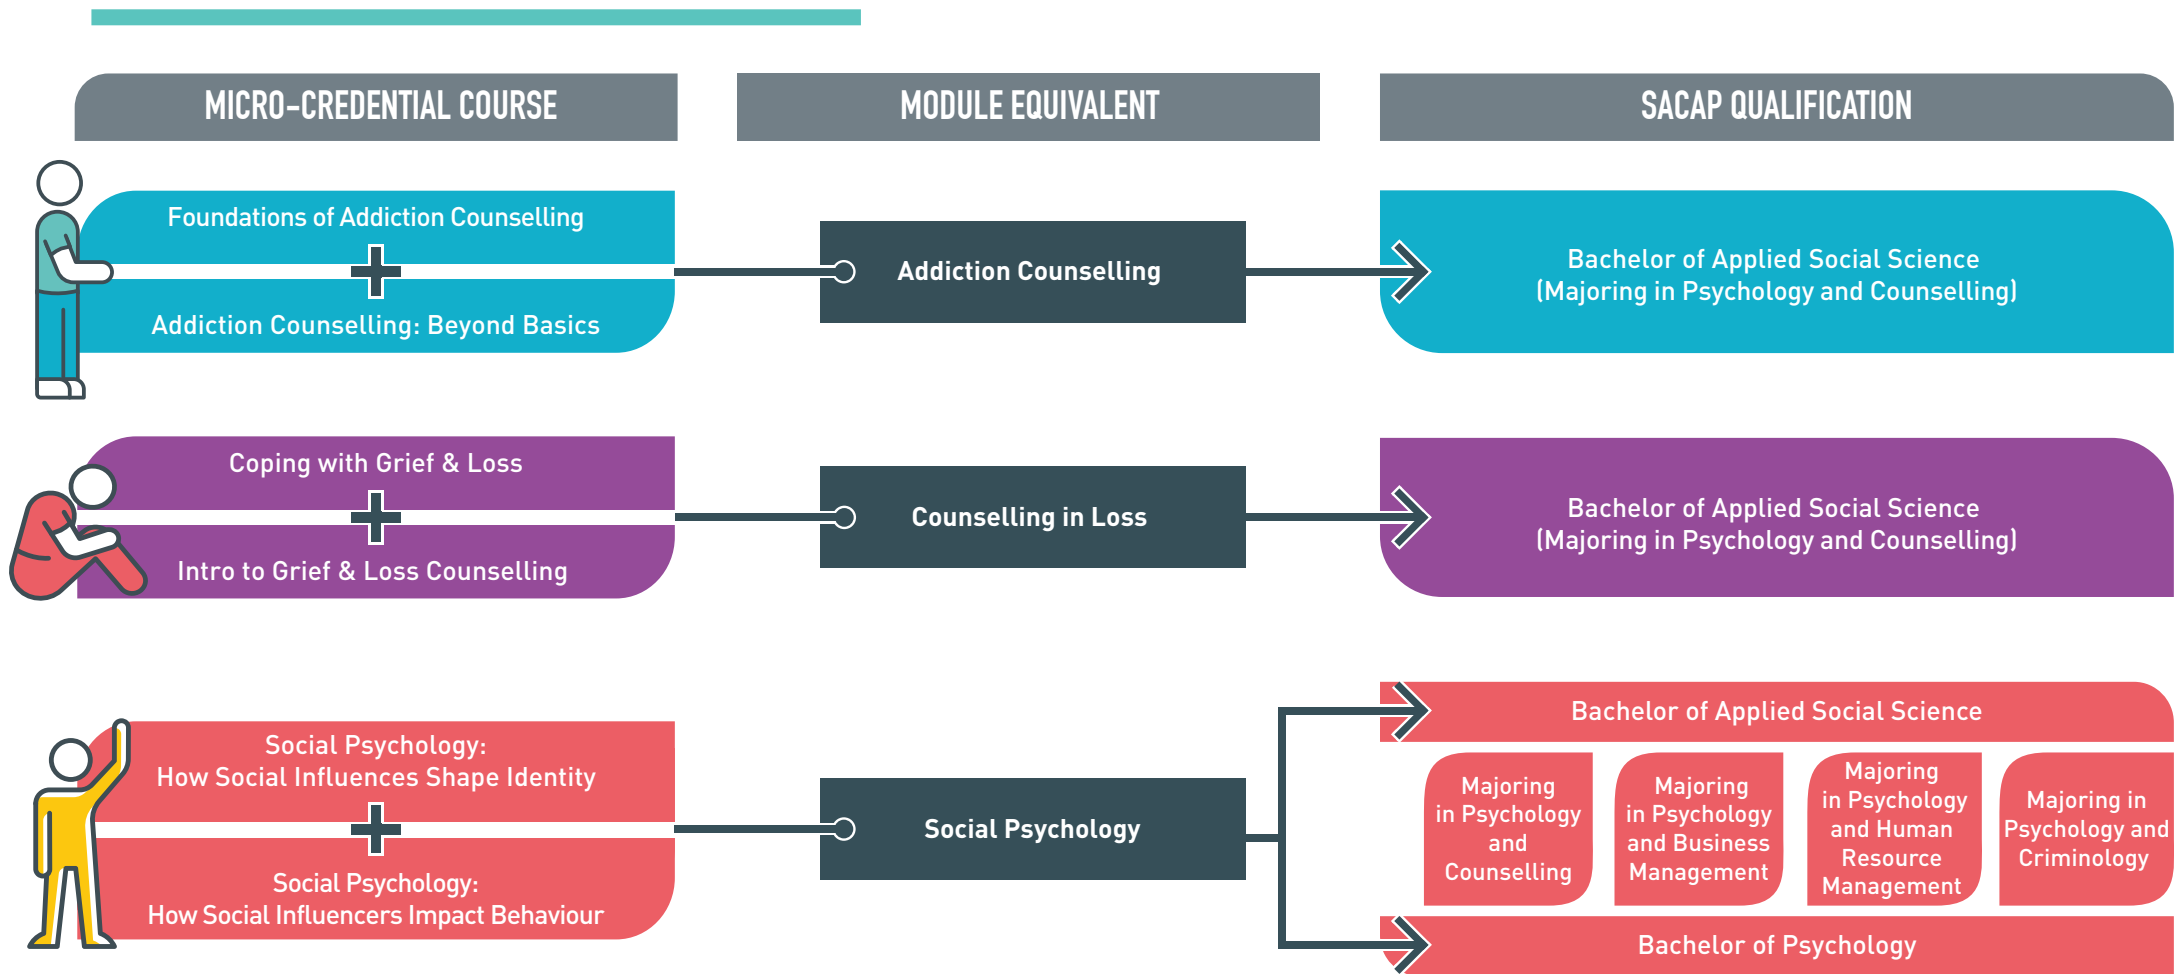 MICRO-CREDENTIAL COURSE
MODULE EQUIVALENT
SACAP QUALIFICATION
Foundations of Addiction Counselling
Addiction Counselling: Beyond Basics
Addiction Counselling
Bachelor of Applied Social Science
(Majoring in Psychology and Counselling)
Coping with Grief & Loss
Intro to Grief & Loss Counselling
Counselling in Loss
Bachelor of Applied Social Science
(Majoring in Psychology and Counselling)
Social Psychology:
How Social Influences Shape Identity
Social Psychology:
How Social Influencers Impact Behaviour
Social Psychology
Bachelor of Applied Social Science
Majoring
in Psychology
and
Counselling
Majoring
in Psychology
and Business
Management
Majoring
in Psychology
and Human
Resource
Management
Majoring in
Psychology and
Criminology
Bachelor of Psychology